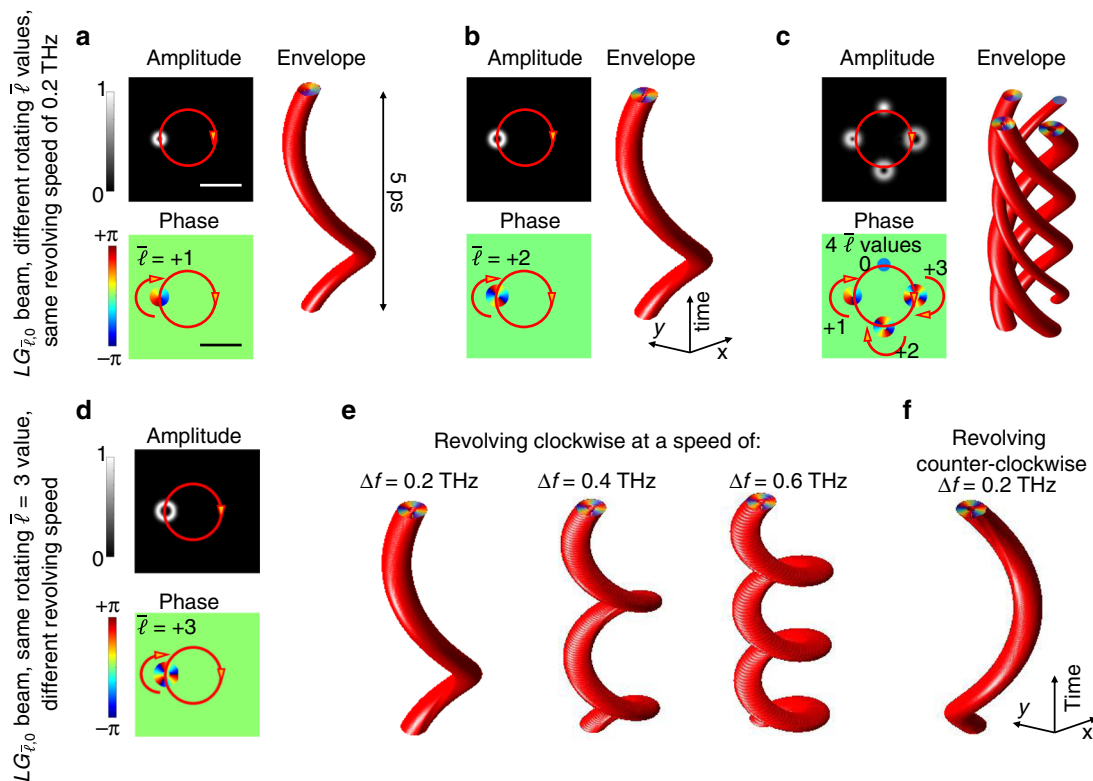 LG ℓ̄,0 beam, different rotating ℓ̄ values,
same revolving speed of 0.2 THz
a
Amplitude
Envelope
1
0
Phase
+π
−π
ℓ̄ = +1
5 ps
b
Amplitude
Envelope
Phase
ℓ̄ = +2
time
y
x
c
Amplitude
Envelope
Phase
4 ℓ̄ values
0
+3
+1
+2
LG ℓ̄,0 beam, same rotating ℓ̄ = 3 value,
different revolving speed
d
Amplitude
1
0
Phase
+π
−π
ℓ̄ = +3
e
Revolving clockwise at a speed of:
Δf = 0.2 THz
Δf = 0.4 THz
Δf = 0.6 THz
f
Revolving
counter-clockwise
Δf = 0.2 THz
Time
y
x